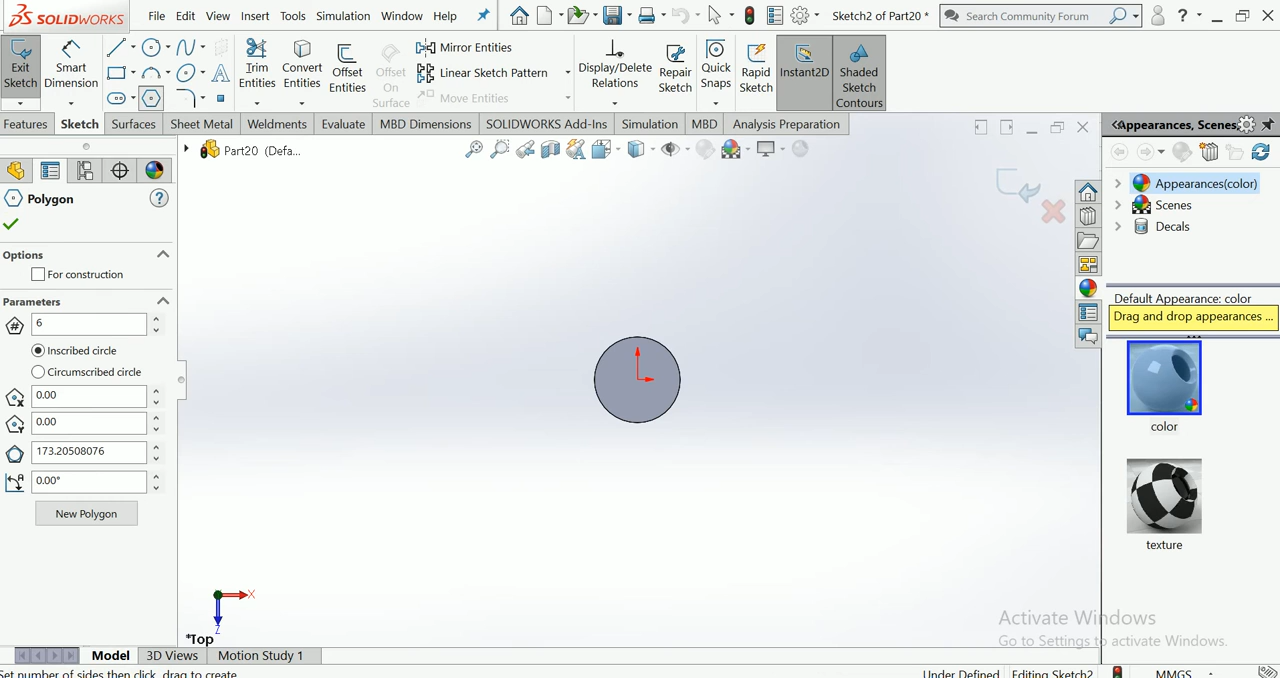 SOLIDWORKS
File Edit View Insert Tools Simulation Window Help
Sketch2 of Part20 *
Search Community Forum
Exit Sketch
Smart Dimension
Trim Entities
Convert Entities
Offset Entities
Offset On Surface
Mirror Entities
Linear Sketch Pattern
Move Entities
Display/Delete Relations
Repair Sketch
Quick Snaps
Rapid Sketch
Instant2D
Shaded Sketch Contours
Features Sketch Surfaces Sheet Metal Weldments Evaluate MBD Dimensions SOLIDWORKS Add-Ins Simulation MBD Analysis Preparation
Part20 (Defa...
Polygon
Options
For construction
Parameters
6
Inscribed circle
Circumscribed circle
0.00
0.00
173.20508076
0.00°
New Polygon
X
Z
*Top
Appearances, Scenes
Appearances(color)
Scenes
Decals
Default Appearance: color
Drag and drop appearances ...
color
texture
Activate Windows
Go to Settings to activate Windows.
Model 3D Views Motion Study 1
Set number of sides then click, drag to create
Under Defined Editing Sketch2 MMGS